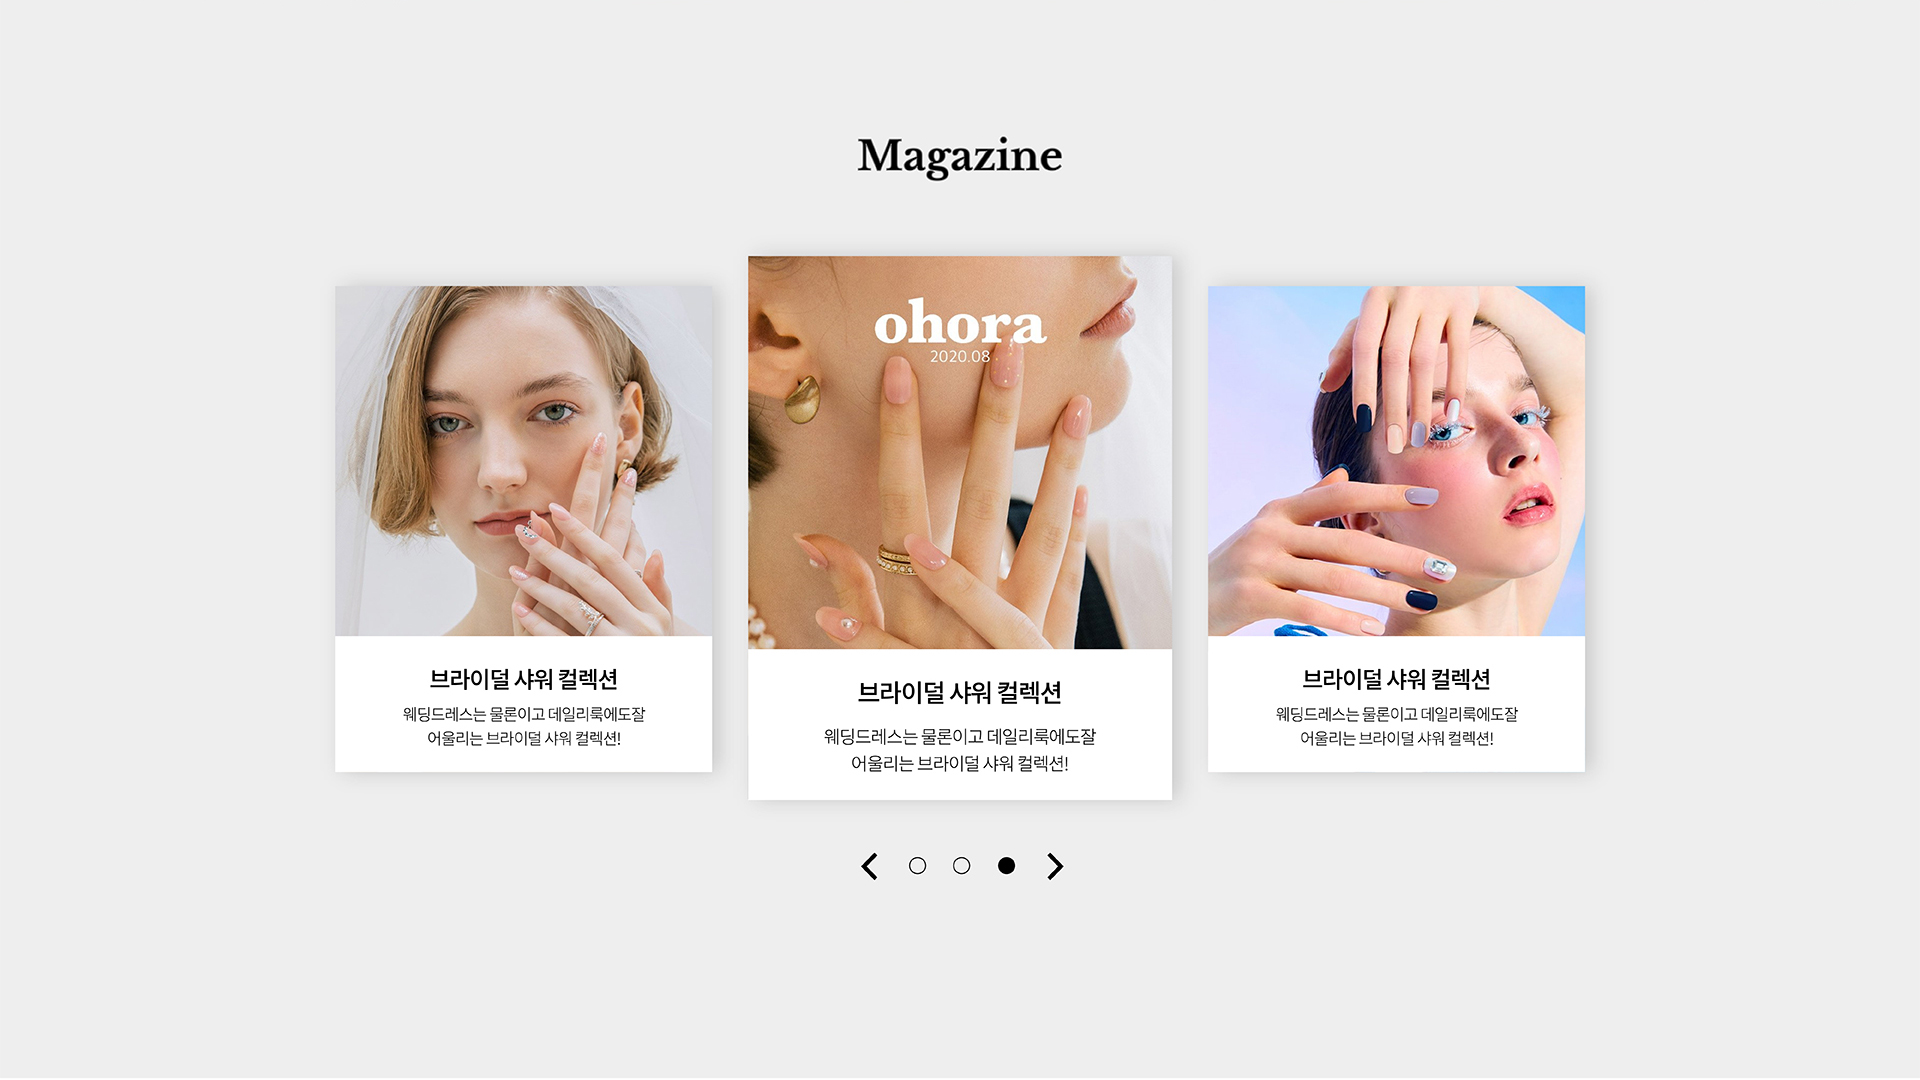 Magazine
브라이덜 샤워 컬렉션
웨딩드레스는 물론이고 데일리룩에도잘
어울리는 브라이덜 샤워 컬렉션!
ohora
2020.08
브라이덜 샤워 컬렉션
웨딩드레스는 물론이고 데일리룩에도잘
어울리는 브라이덜 샤워 컬렉션!
브라이덜 샤워 컬렉션
웨딩드레스는 물론이고 데일리룩에도잘
어울리는 브라이덜 샤워 컬렉션!